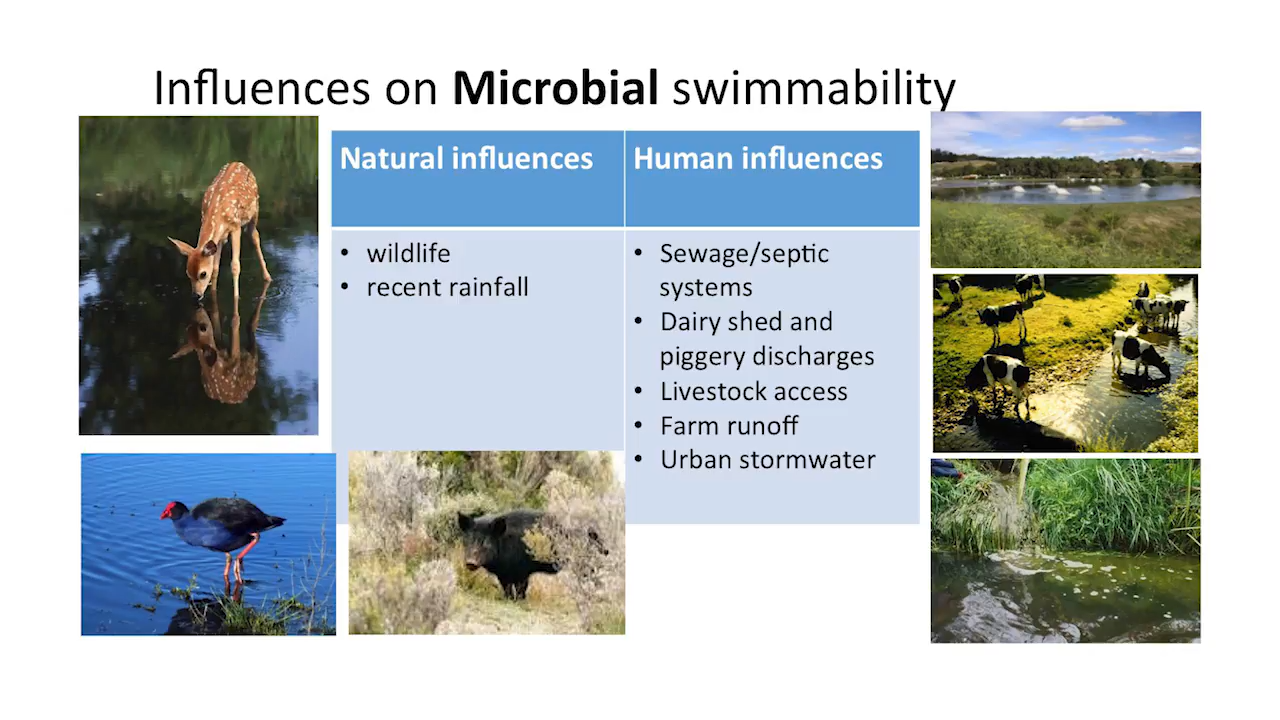 Influences on Microbial swimmability
Natural influences
Human influences
• wildlife
• recent rainfall
• Sewage/septic
systems
• Dairy shed and
piggery discharges
• Livestock access
• Farm runoff
• Urban stormwater